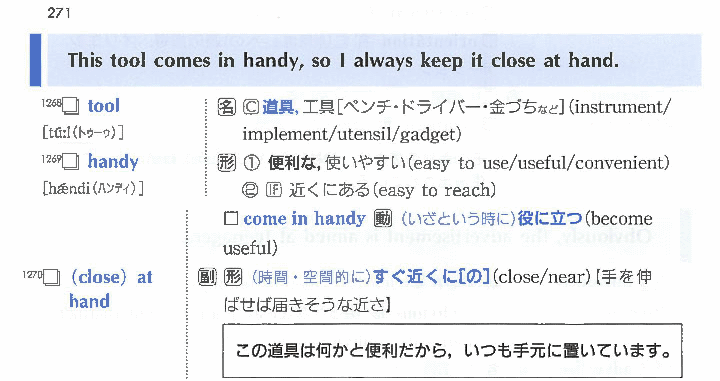 271
This tool comes in handy, so I always keep it close at hand.
1268 tool
[túːl(トゥーゥ)]
名 C 道具, 工具[ペンチ・ドライバー・金づちなど](instrument/
implement/utensil/gadget)
1269 handy
[hǽndi(ハンディ)]
形 ① 便利な, 使いやすい(easy to use/useful/convenient)
② IF 近くにある(easy to reach)
□ come in handy 動 (いざという時に)役に立つ(become
useful)
1270 (close) at
hand
副 形 (時間・空間的に)すぐ近くに[の](close/near)【手を伸
ばせば届きそうな近さ】
この道具は何かと便利だから，いつも手元に置いています。